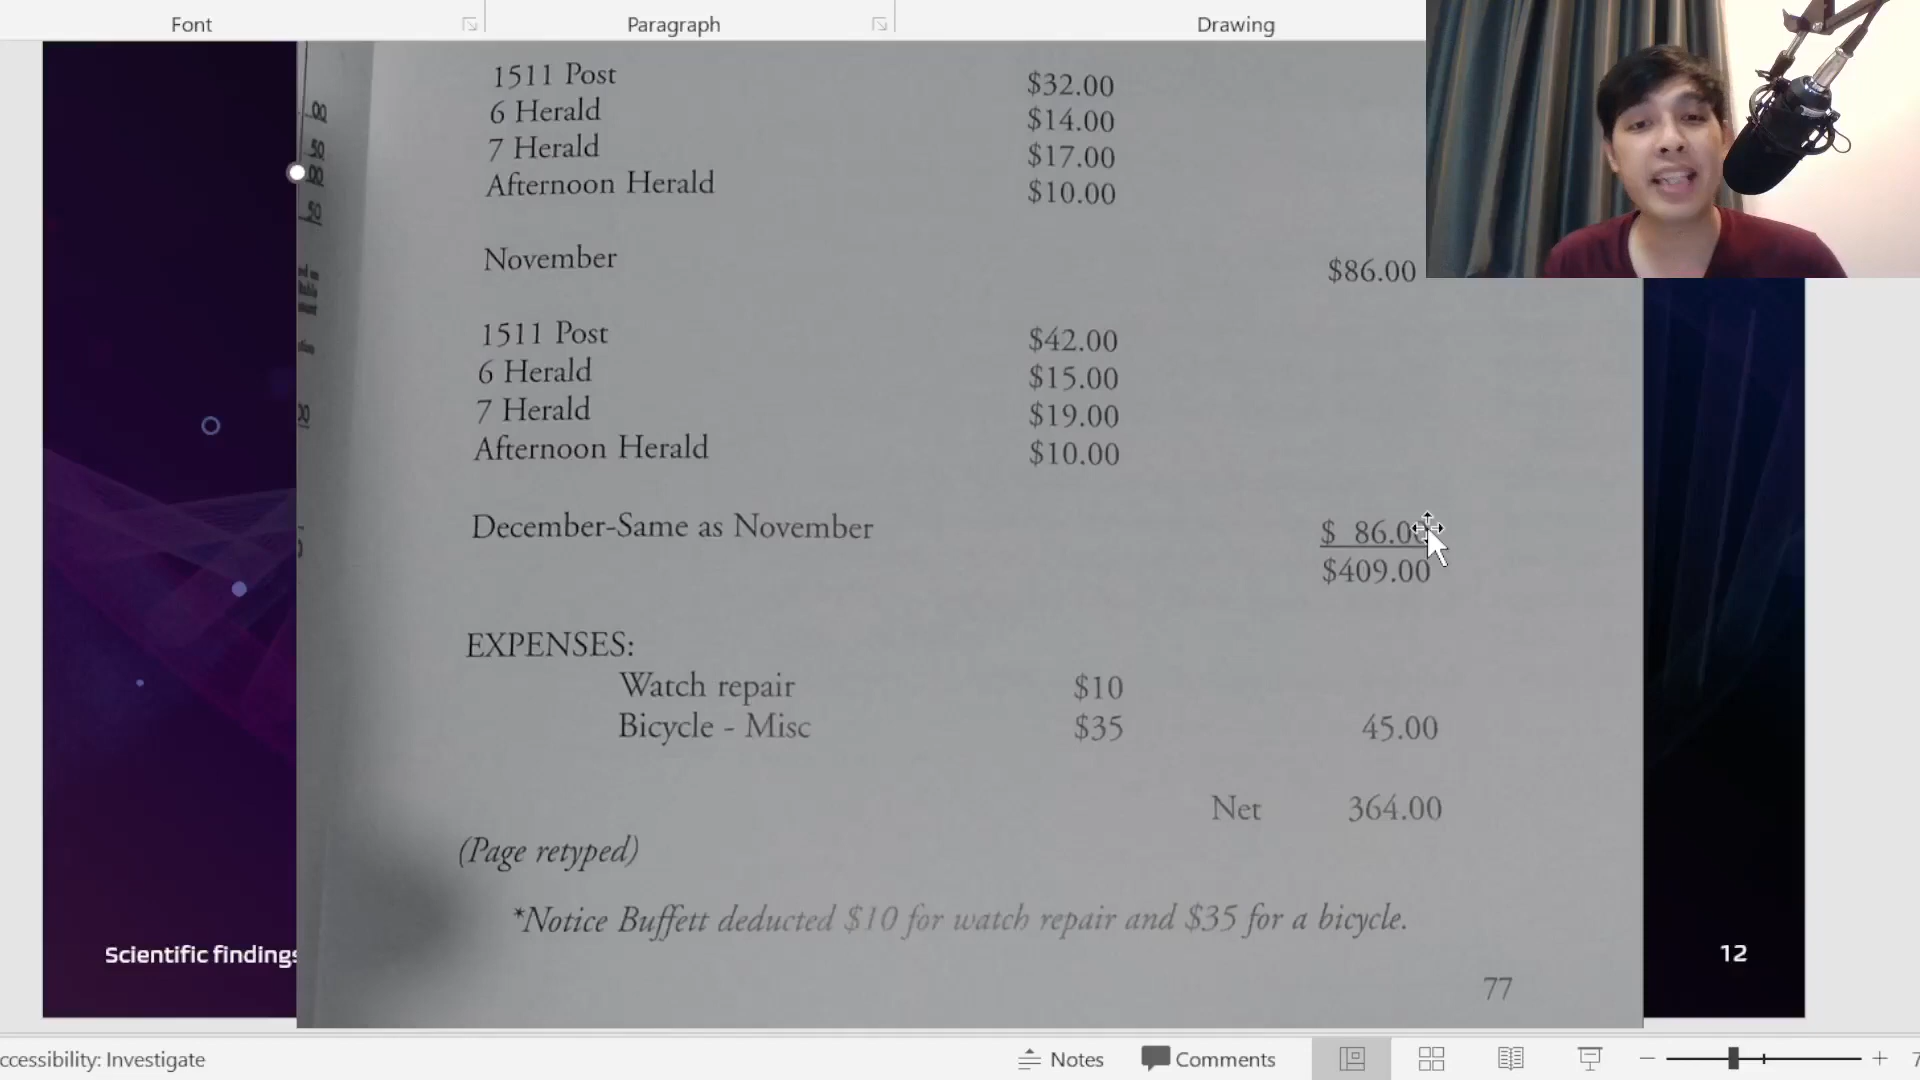 Font Paragraph Drawing
1511 Post $32.00
6 Herald $14.00
7 Herald $17.00
Afternoon Herald $10.00
November $86.00
1511 Post $42.00
6 Herald $15.00
7 Herald $19.00
Afternoon Herald $10.00
December-Same as November $ 86.00
$409.00
EXPENSES:
Watch repair $10
Bicycle - Misc $35 45.00
Net 364.00
(Page retyped)
*Notice Buffett deducted $10 for watch repair and $35 for a bicycle.
77
Scientific findings 12
ccessibility: Investigate Notes Comments 7